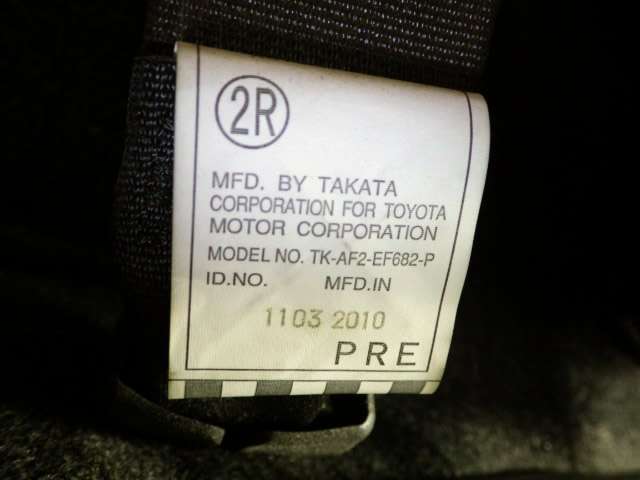 2R
MFD. BY TAKATA
CORPORATION FOR TOYOTA
MOTOR CORPORATION
MODEL NO. TK-AF2-EF682-P
ID.NO. MFD.IN
1103 2010
PRE